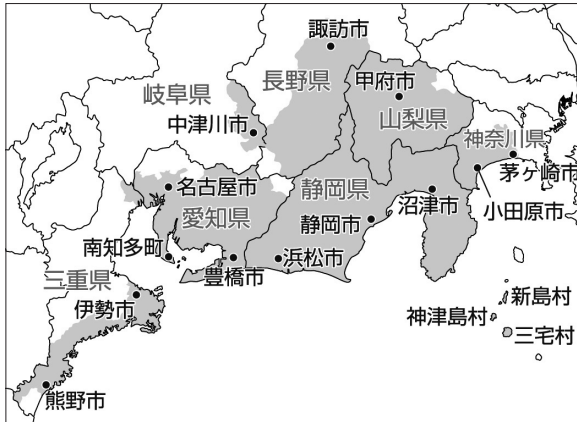 諏訪市
長野県
岐阜県
甲府市
中津川市
山梨県
神奈川県
茅ヶ崎市
名古屋市
静岡県
沼津市
小田原市
愛知県
静岡市
南知多町
豊橋市
浜松市
三重県
伊勢市
新島村
神津島村
三宅村
熊野市